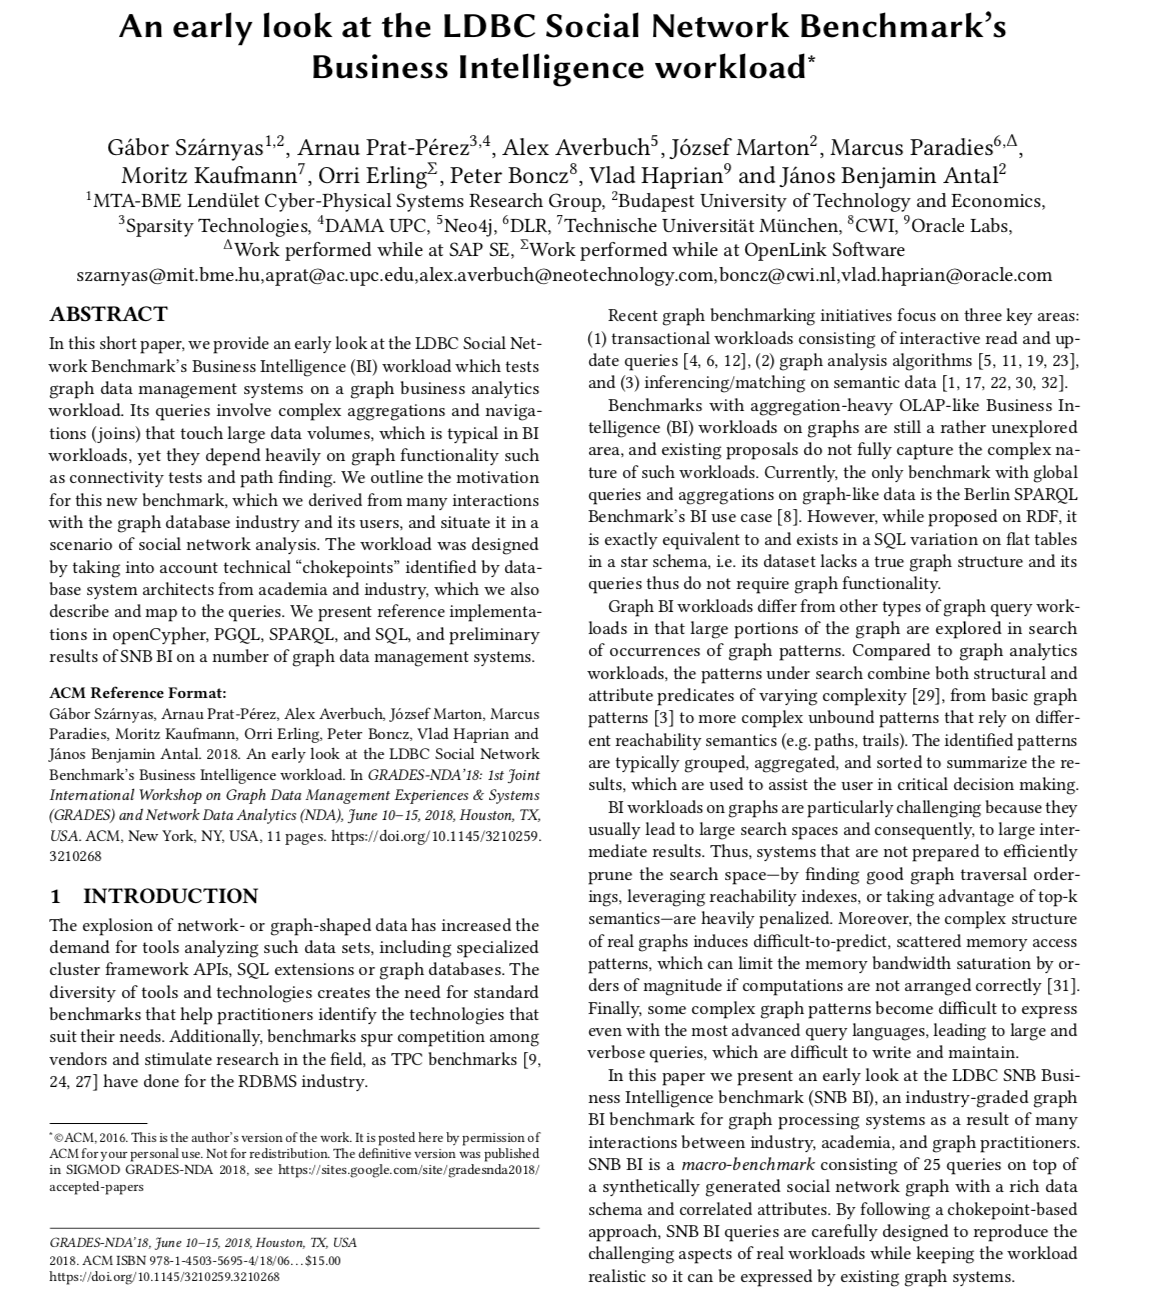 An early look at the LDBC Social Network Benchmark's
Business Intelligence workload*
Gábor Szárnyas1,2, Arnau Prat-Pérez3,4, Alex Averbuch5, József Marton2, Marcus Paradies6,Δ,
Moritz Kaufmann7, Orri ErlingΣ, Peter Boncz8, Vlad Haprian9 and János Benjamin Antal2
1MTA-BME Lendület Cyber-Physical Systems Research Group, 2Budapest University of Technology and Economics,
3Sparsity Technologies, 4DAMA UPC, 5Neo4j, 6DLR, 7Technische Universität München, 8CWI, 9Oracle Labs,
ΔWork performed while at SAP SE, ΣWork performed while at OpenLink Software
szarnyas@mit.bme.hu,aprat@ac.upc.edu,alex.averbuch@neotechnology.com,boncz@cwi.nl,vlad.haprian@oracle.com
ABSTRACT
In this short paper, we provide an early look at the LDBC Social Net-
work Benchmark's Business Intelligence (BI) workload which tests
graph data management systems on a graph business analytics
workload. Its queries involve complex aggregations and naviga-
tions (joins) that touch large data volumes, which is typical in BI
workloads, yet they depend heavily on graph functionality such
as connectivity tests and path finding. We outline the motivation
for this new benchmark, which we derived from many interactions
with the graph database industry and its users, and situate it in a
scenario of social network analysis. The workload was designed
by taking into account technical “chokepoints” identified by data-
base system architects from academia and industry, which we also
describe and map to the queries. We present reference implementa-
tions in openCypher, PGQL, SPARQL, and SQL, and preliminary
results of SNB BI on a number of graph data management systems.
ACM Reference Format:
Gábor Szárnyas, Arnau Prat-Pérez, Alex Averbuch, József Marton, Marcus
Paradies, Moritz Kaufmann, Orri Erling, Peter Boncz, Vlad Haprian and
János Benjamin Antal. 2018. An early look at the LDBC Social Network
Benchmark's Business Intelligence workload. In GRADES-NDA'18: 1st Joint
International Workshop on Graph Data Management Experiences & Systems
(GRADES) and Network Data Analytics (NDA), June 10–15, 2018, Houston, TX,
USA. ACM, New York, NY, USA, 11 pages. https://doi.org/10.1145/3210259.
3210268
1 INTRODUCTION
The explosion of network- or graph-shaped data has increased the
demand for tools analyzing such data sets, including specialized
cluster framework APIs, SQL extensions or graph databases. The
diversity of tools and technologies creates the need for standard
benchmarks that help practitioners identify the technologies that
suit their needs. Additionally, benchmarks spur competition among
vendors and stimulate research in the field, as TPC benchmarks [9,
24, 27] have done for the RDBMS industry.
*©ACM, 2016. This is the author's version of the work. It is posted here by permission of
ACM for your personal use. Not for redistribution. The definitive version was published
in SIGMOD GRADES-NDA 2018, see https://sites.google.com/site/gradesnda2018/
accepted-papers
GRADES-NDA'18, June 10–15, 2018, Houston, TX, USA
2018. ACM ISBN 978-1-4503-5695-4/18/06...$15.00
https://doi.org/10.1145/3210259.3210268
Recent graph benchmarking initiatives focus on three key areas:
(1) transactional workloads consisting of interactive read and up-
date queries [4, 6, 12], (2) graph analysis algorithms [5, 11, 19, 23],
and (3) inferencing/matching on semantic data [1, 17, 22, 30, 32].
Benchmarks with aggregation-heavy OLAP-like Business In-
telligence (BI) workloads on graphs are still a rather unexplored
area, and existing proposals do not fully capture the complex na-
ture of such workloads. Currently, the only benchmark with global
queries and aggregations on graph-like data is the Berlin SPARQL
Benchmark's BI use case [8]. However, while proposed on RDF, it
is exactly equivalent to and exists in a SQL variation on flat tables
in a star schema, i.e. its dataset lacks a true graph structure and its
queries thus do not require graph functionality.
Graph BI workloads differ from other types of graph query work-
loads in that large portions of the graph are explored in search
of occurrences of graph patterns. Compared to graph analytics
workloads, the patterns under search combine both structural and
attribute predicates of varying complexity [29], from basic graph
patterns [3] to more complex unbound patterns that rely on differ-
ent reachability semantics (e.g. paths, trails). The identified patterns
are typically grouped, aggregated, and sorted to summarize the re-
sults, which are used to assist the user in critical decision making.
BI workloads on graphs are particularly challenging because they
usually lead to large search spaces and consequently, to large inter-
mediate results. Thus, systems that are not prepared to efficiently
prune the search space—by finding good graph traversal order-
ings, leveraging reachability indexes, or taking advantage of top-k
semantics—are heavily penalized. Moreover, the complex structure
of real graphs induces difficult-to-predict, scattered memory access
patterns, which can limit the memory bandwidth saturation by or-
ders of magnitude if computations are not arranged correctly [31].
Finally, some complex graph patterns become difficult to express
even with the most advanced query languages, leading to large and
verbose queries, which are difficult to write and maintain.
In this paper we present an early look at the LDBC SNB Busi-
ness Intelligence benchmark (SNB BI), an industry-graded graph
BI benchmark for graph processing systems as a result of many
interactions between industry, academia, and graph practitioners.
SNB BI is a macro-benchmark consisting of 25 queries on top of
a synthetically generated social network graph with a rich data
schema and correlated attributes. By following a chokepoint-based
approach, SNB BI queries are carefully designed to reproduce the
challenging aspects of real workloads while keeping the workload
realistic so it can be expressed by existing graph systems.